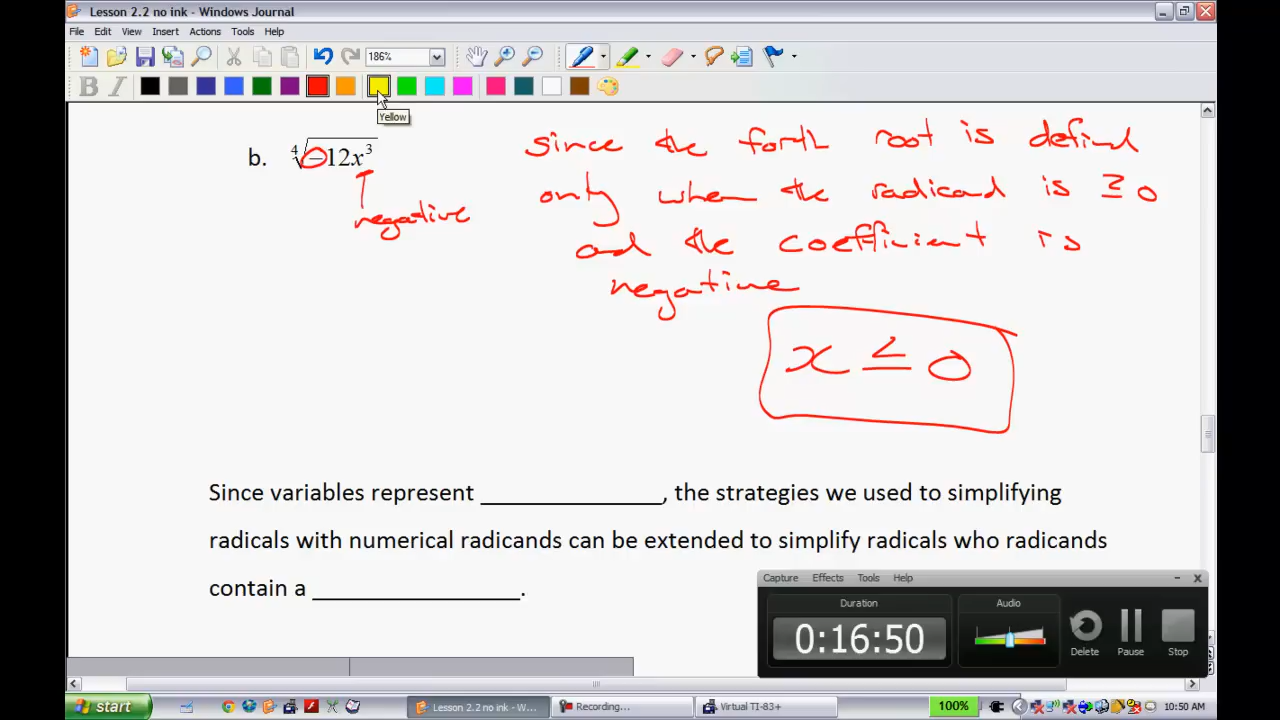 Lesson 2.2 no ink - Windows Journal
File Edit View Insert Actions Tools Help
186%
B I
Yellow
b. ∜-12x³
negative
since the forth root is defind
only when the radicad is ≥ 0
and the coefficient is
negative
x ≤ 0
Since variables represent _______________, the strategies we used to simplifying
radicals with numerical radicands can be extended to simplify radicals who radicands
contain a _________________.
Capture Effects Tools Help
Duration
0:16:50
Audio
Delete Pause Stop
start
Lesson 2.2 no ink - W...
Recording...
Virtual TI-83+
100%
10:50 AM